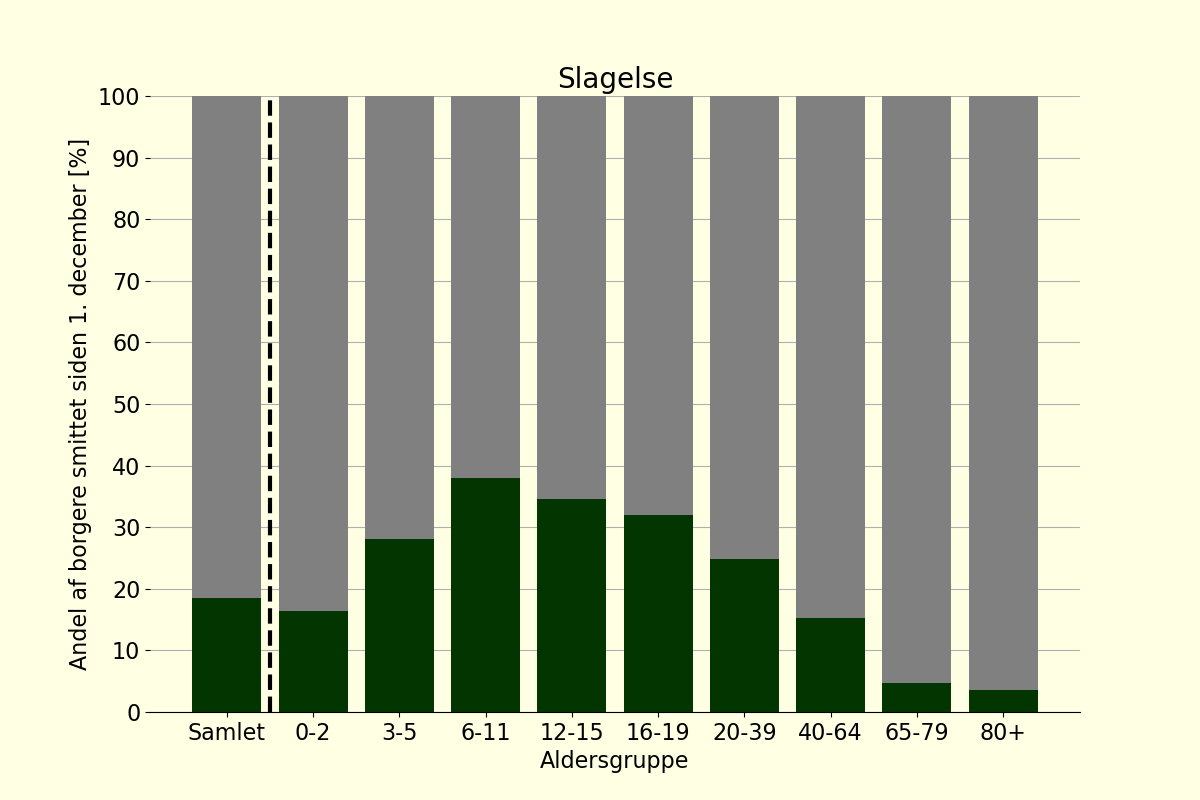 Slagelse
Andel af borgere smittet siden 1. december [%]
100
90
80
70
60
50
40
30
20
10
0
Samlet 0-2 3-5 6-11 12-15 16-19 20-39 40-64 65-79 80+
Aldersgruppe